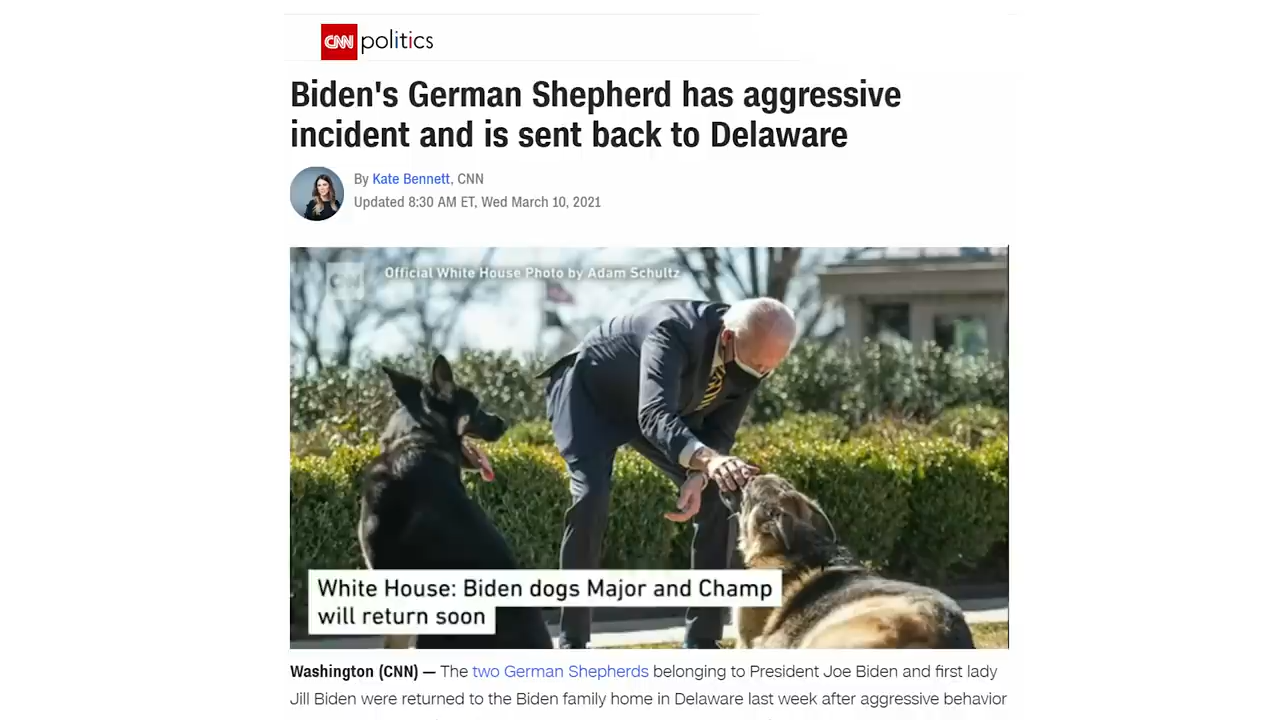 CNN politics
Biden's German Shepherd has aggressive
incident and is sent back to Delaware
By Kate Bennett, CNN
Updated 8:30 AM ET, Wed March 10, 2021
CNN
Official White House Photo by Adam Schultz
White House: Biden dogs Major and Champ
will return soon
Washington (CNN) — The two German Shepherds belonging to President Joe Biden and first lady
Jill Biden were returned to the Biden family home in Delaware last week after aggressive behavior